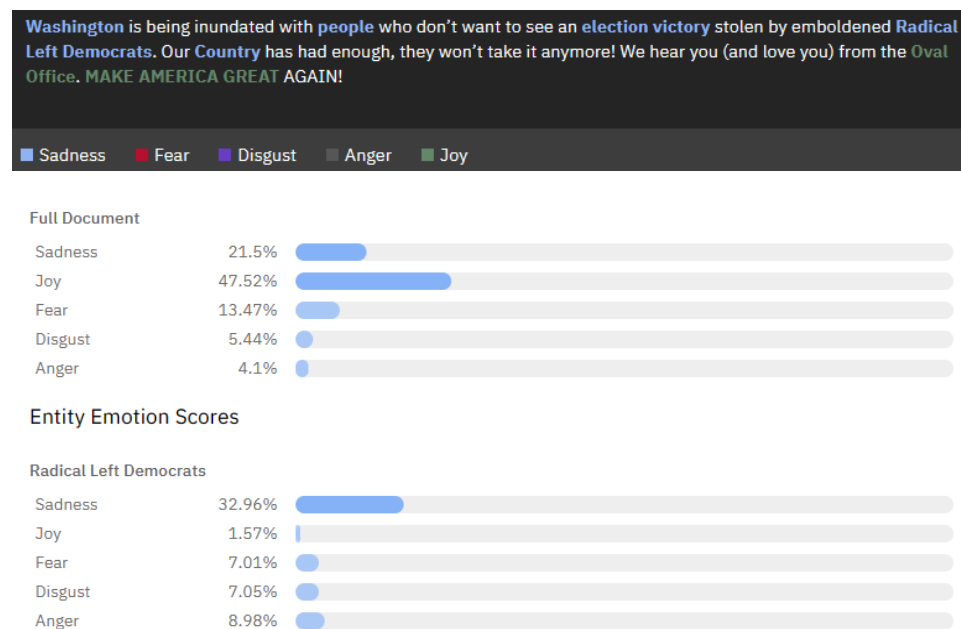 Washington is being inundated with people who don’t want to see an election victory stolen by emboldened Radical
Left Democrats. Our Country has had enough, they won’t take it anymore! We hear you (and love you) from the Oval
Office. MAKE AMERICA GREAT AGAIN!
Sadness Fear Disgust Anger Joy
Full Document
Sadness 21.5%
Joy 47.52%
Fear 13.47%
Disgust 5.44%
Anger 4.1%
Entity Emotion Scores
Radical Left Democrats
Sadness 32.96%
Joy 1.57%
Fear 7.01%
Disgust 7.05%
Anger 8.98%